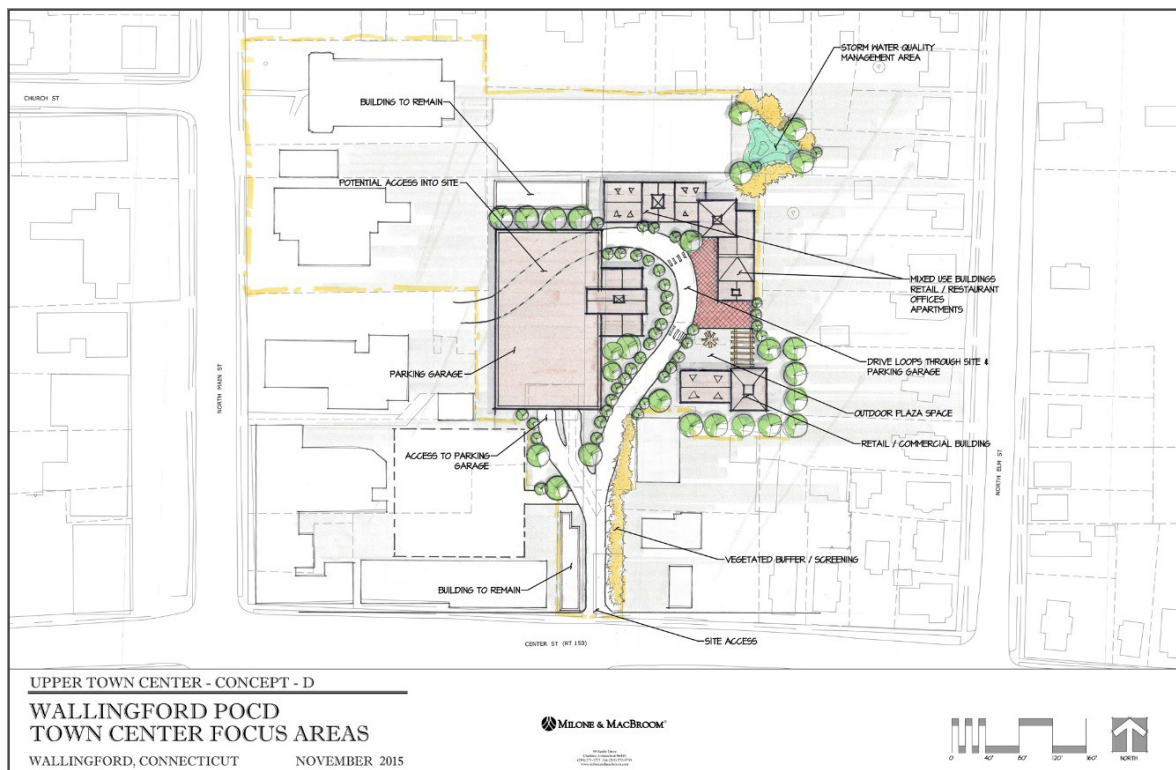 STORM WATER QUALITY
MANAGEMENT AREA
CHURCH ST
BUILDING TO REMAIN
POTENTIAL ACCESS INTO SITE
MIXED USE BUILDINGS
RETAIL / RESTAURANT
OFFICES
APARTMENTS
NORTH MAIN ST
DRIVE LOOPS THROUGH SITE &
PARKING GARAGE
PARKING GARAGE
OUTDOOR PLAZA SPACE
RETAIL / COMMERCIAL BUILDING
ACCESS TO PARKING
GARAGE
NORTH ELM ST
VEGETATED BUFFER / SCREENING
BUILDING TO REMAIN
SITE ACCESS
CENTER ST (RT 150)
UPPER TOWN CENTER - CONCEPT - D
WALLINGFORD POCD
TOWN CENTER FOCUS AREAS
WALLINGFORD, CONNECTICUT NOVEMBER 2015
MILONE & MACBROOM
0 40' 80' 120' 160'
NORTH